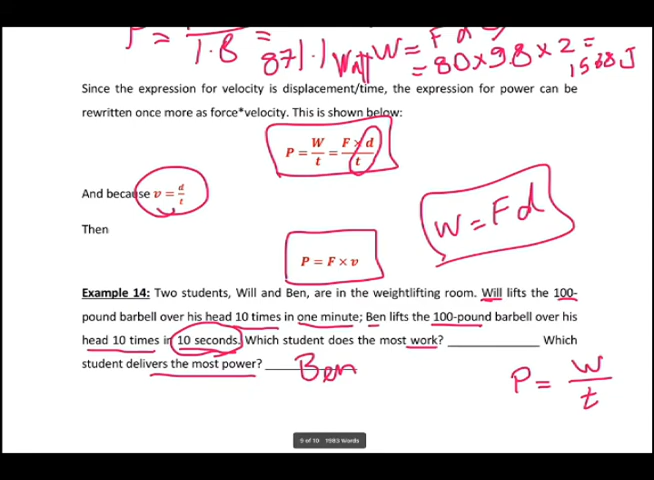 P = 1.8 =
871.1 Watt W = F d
= 80 × 9.8 × 2 =
1568 J
Since the expression for velocity is displacement/time, the expression for power can be
rewritten once more as force*velocity. This is shown below:
P = W/t = F × d/t
And because v = d/t
W = Fd
Then
P = F × v
Example 14: Two students, Will and Ben, are in the weightlifting room. Will lifts the 100-
pound barbell over his head 10 times in one minute; Ben lifts the 100-pound barbell over his
head 10 times in 10 seconds. Which student does the most work? ____________ Which
student delivers the most power? ____________ Ben
P = W/t
9 of 10 1983 Words